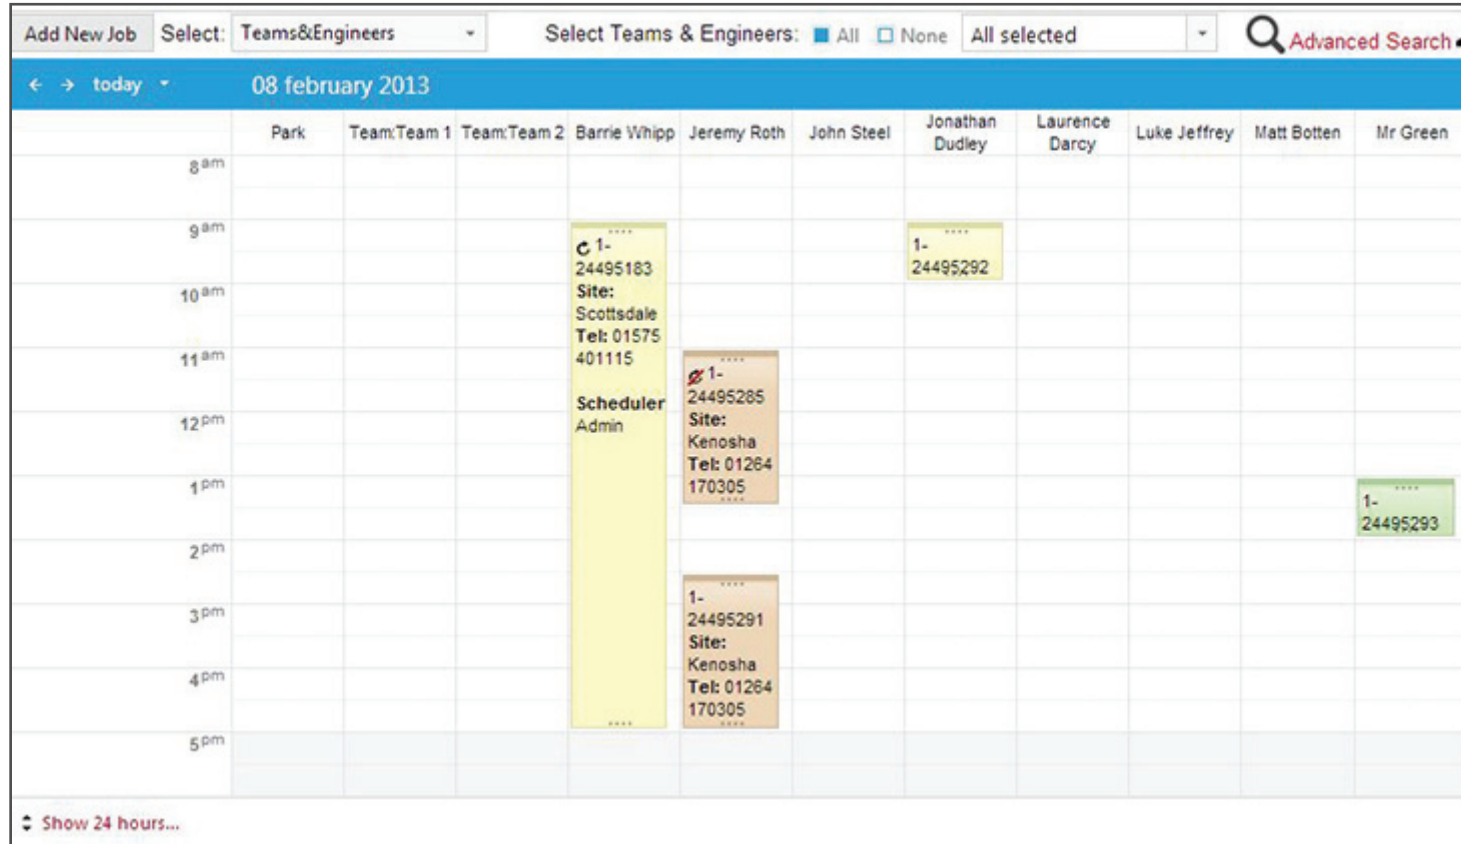 Add New Job Select: Teams&Engineers Select Teams & Engineers: All None All selected Advanced Search
today 08 february 2013
Park Team:Team 1 Team:Team 2 Barrie Whipp Jeremy Roth John Steel Jonathan Dudley Laurence Darcy Luke Jeffrey Matt Botten Mr Green
8am
9am
10am
11am
12pm
1pm
2pm
3pm
4pm
5pm
1-
24495183
Site:
Scottsdale
Tel: 01575
401115
Scheduler
Admin
1-
24495285
Site:
Kenosha
Tel: 01264
170305
1-
24495291
Site:
Kenosha
Tel: 01264
170305
1-
24495292
1-
24495293
Show 24 hours...